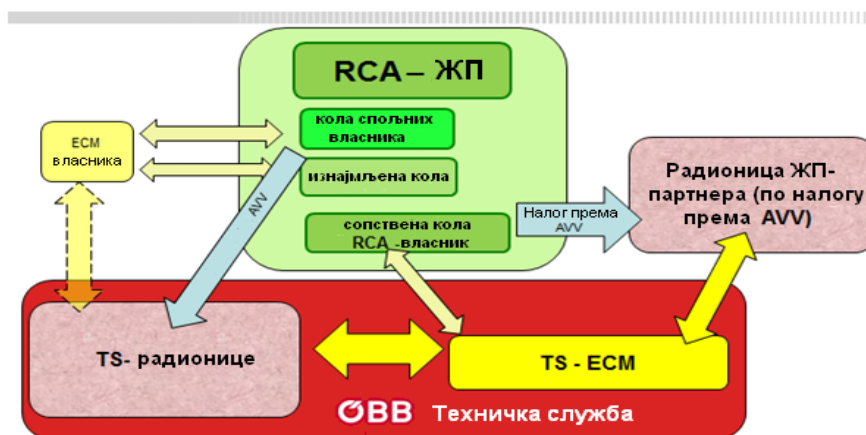 RCA – ЖП
кола спољних
власника
ECM
власника
изнајмљена кола
AVV
сопствена кола
RCA -власник
Налог према
AVV
Радионица ЖП-
партнера (по налогу
према AVV)
TS- радионице
TS - ECM
ÖBB Техничка служба